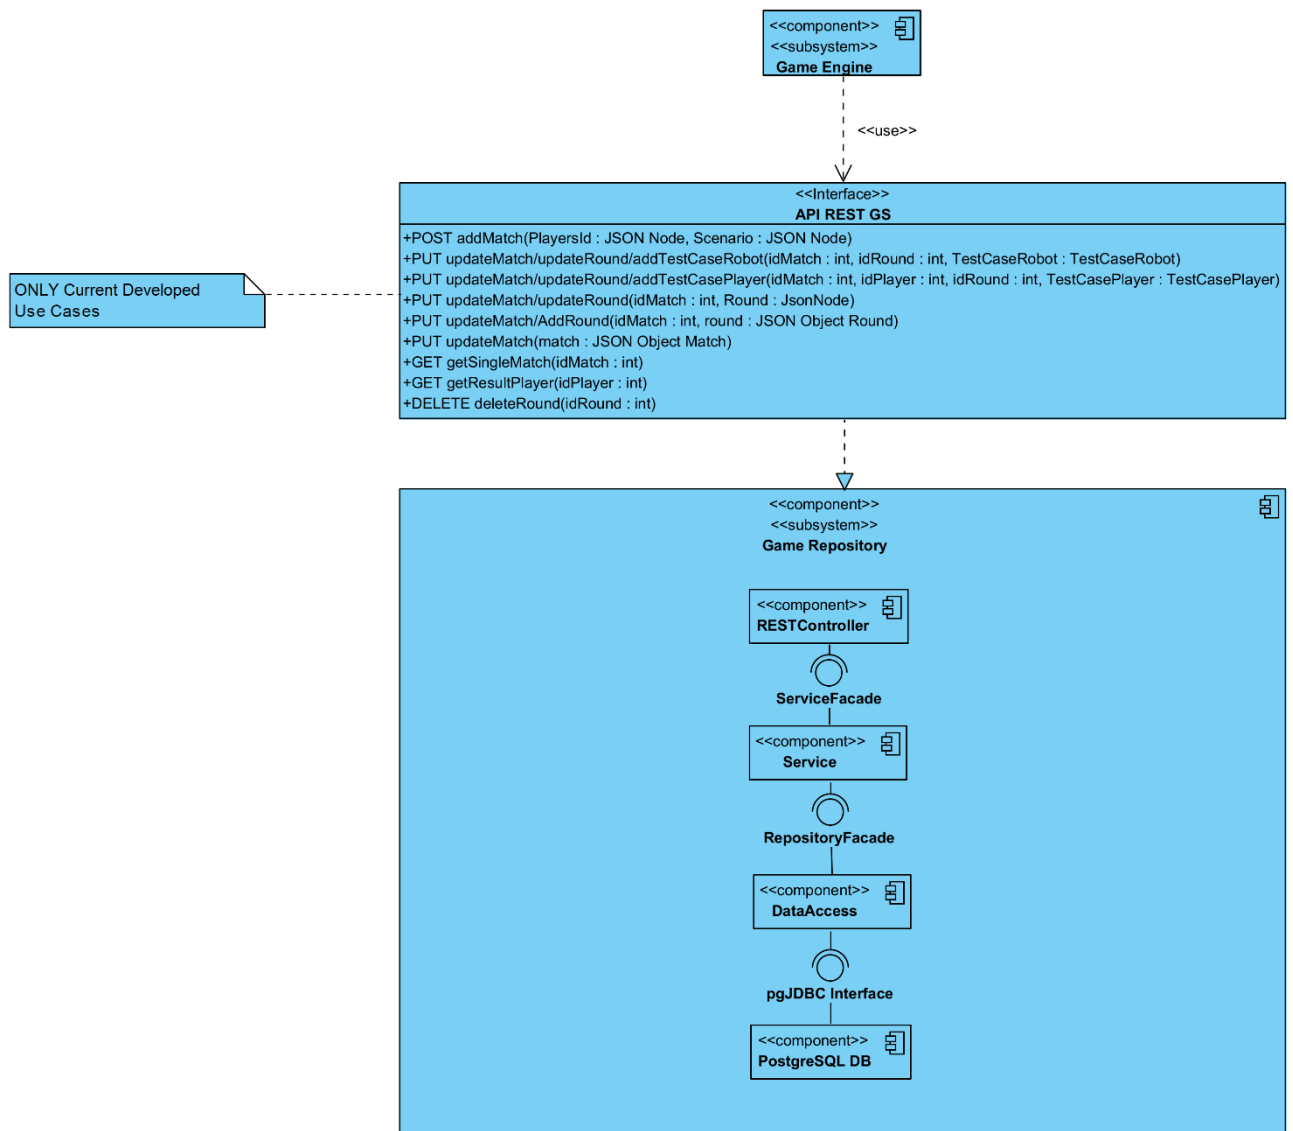 <<component>>
<<subsystem>>
Game Engine
<<use>>
<<Interface>>
API REST GS
+POST addMatch(PlayersId : JSON Node, Scenario : JSON Node)
+PUT updateMatch/updateRound/addTestCaseRobot(idMatch : int, idRound : int, TestCaseRobot : TestCaseRobot)
+PUT updateMatch/updateRound/addTestCasePlayer(idMatch : int, idPlayer : int, idRound : int, TestCasePlayer : TestCasePlayer)
+PUT updateMatch/updateRound(idMatch : int, Round : JsonNode)
+PUT updateMatch/AddRound(idMatch : int, round : JSON Object Round)
+PUT updateMatch(match : JSON Object Match)
+GET getSingleMatch(idMatch : int)
+GET getResultPlayer(idPlayer : int)
+DELETE deleteRound(idRound : int)
ONLY Current Developed
Use Cases
<<component>>
<<subsystem>>
Game Repository
<<component>>
RESTController
ServiceFacade
<<component>>
Service
RepositoryFacade
<<component>>
DataAccess
pgJDBC Interface
<<component>>
PostgreSQL DB